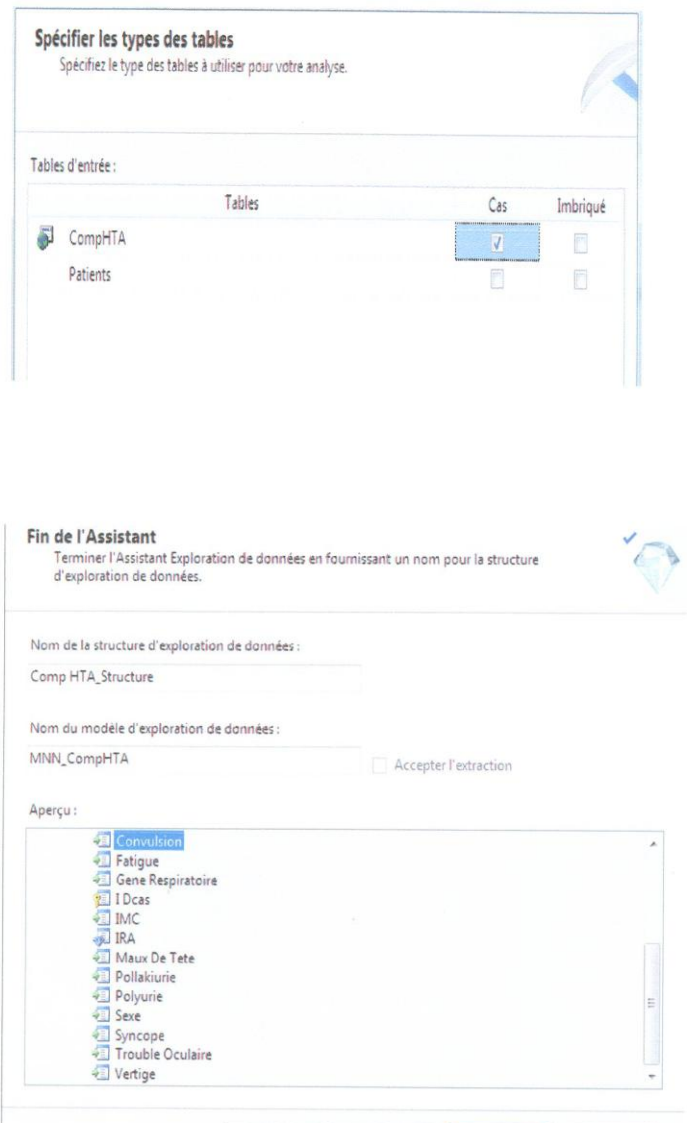 Spécifier les types des tables
Spécifiez le type des tables à utiliser pour votre analyse.
Tables d'entrée :
Tables Cas Imbriqué
CompHTA
Patients
Fin de l'Assistant
Terminer l'Assistant Exploration de données en fournissant un nom pour la structure
d'exploration de données.
Nom de la structure d'exploration de données :
Comp HTA_Structure
Nom du modèle d'exploration de données :
MNN_CompHTA
Accepter l'extraction
Aperçu :
Convulsion
Fatigue
Gene Respiratoire
I Dcas
IMC
IRA
Maux De Tete
Pollakiurie
Polyurie
Sexe
Syncope
Trouble Oculaire
Vertige